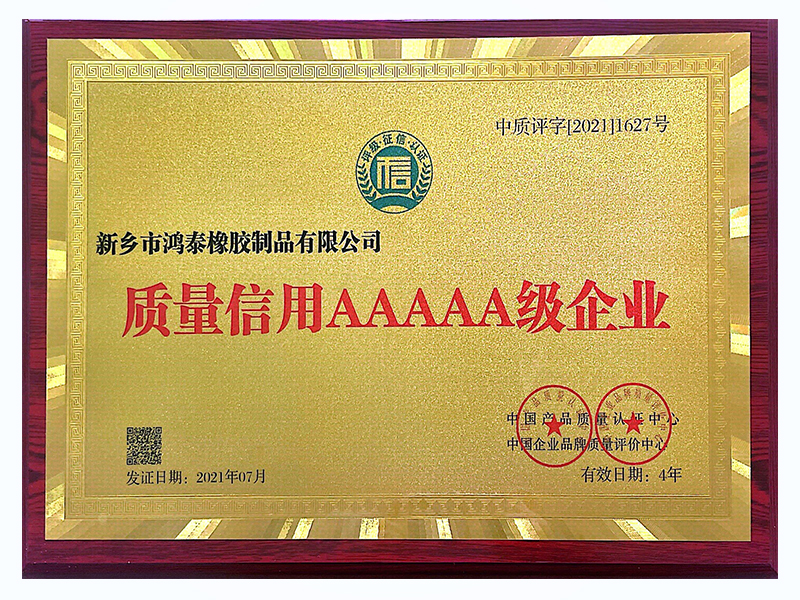 中质评字[2021]1627号
评级·征信·认证
信
新乡市鸿泰橡胶制品有限公司
质量信用AAAAA级企业
中国产品质量认证中心
中国企业品牌质量评价中心
发证日期：2021年07月
有效日期：4年